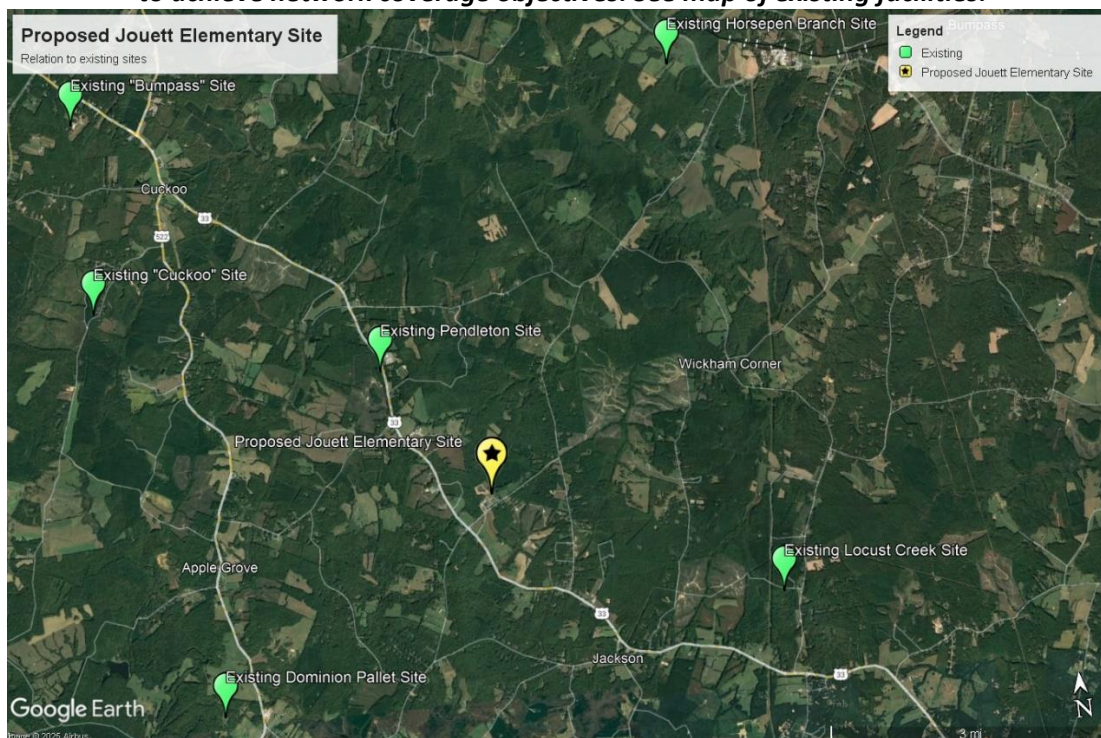 to achieve network coverage objectives. See map of existing facilities.
Proposed Jouett Elementary Site
Relation to existing sites
Existing Horsepen Branch Site
Bumpass
Legend
Existing
Proposed Jouett Elementary Site
Existing "Bumpass" Site
Cuckoo
33
522
Existing "Cuckoo" Site
Existing Pendleton Site
Wickham Corner
33
Proposed Jouett Elementary Site
Existing Locust Creek Site
Apple Grove
33
Jackson
33
Existing Dominion Pallet Site
Google Earth
N
3 mi
Image © 2025 Airbus